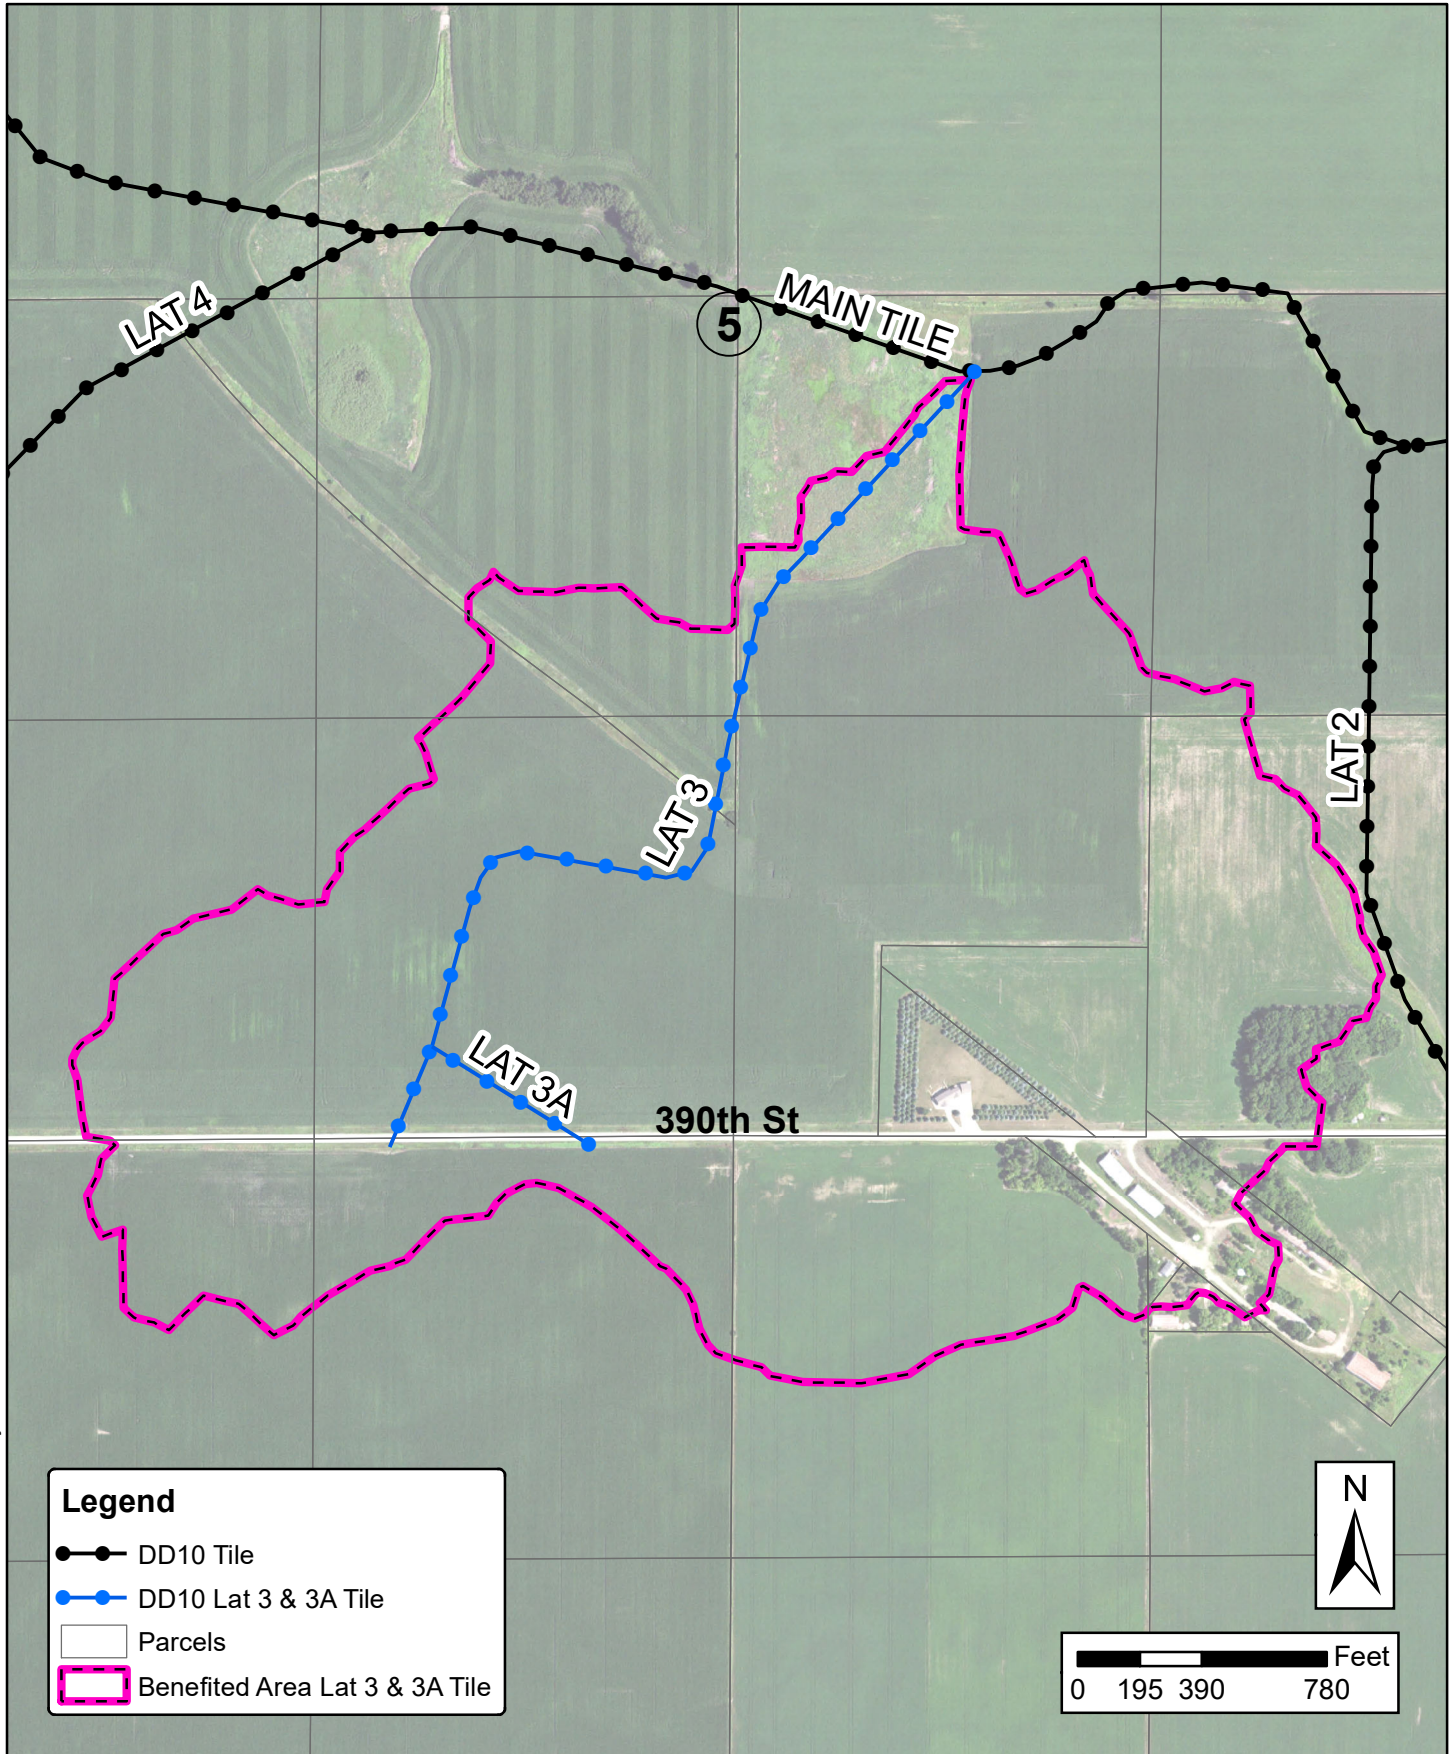 LAT 4
MAIN TILE
5
LAT 2
LAT 3
LAT 3A
390th St
Legend
DD10 Tile
DD10 Lat 3 & 3A Tile
Parcels
Benefited Area Lat 3 & 3A Tile
N
Feet
0 195 390 780